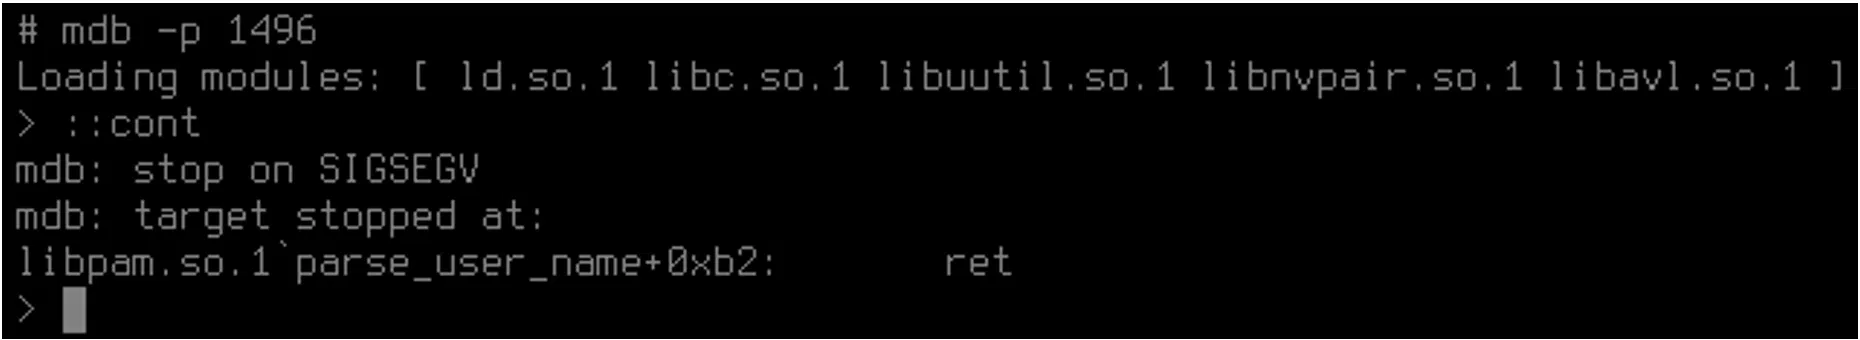 # mdb -p 1496
Loading modules: [ ld.so.1 libc.so.1 libuutil.so.1 libnvpair.so.1 libavl.so.1 ]
> ::cont
mdb: stop on SIGSEGV
mdb: target stopped at:
libpam.so.1`parse_user_name+0xb2:       ret
>